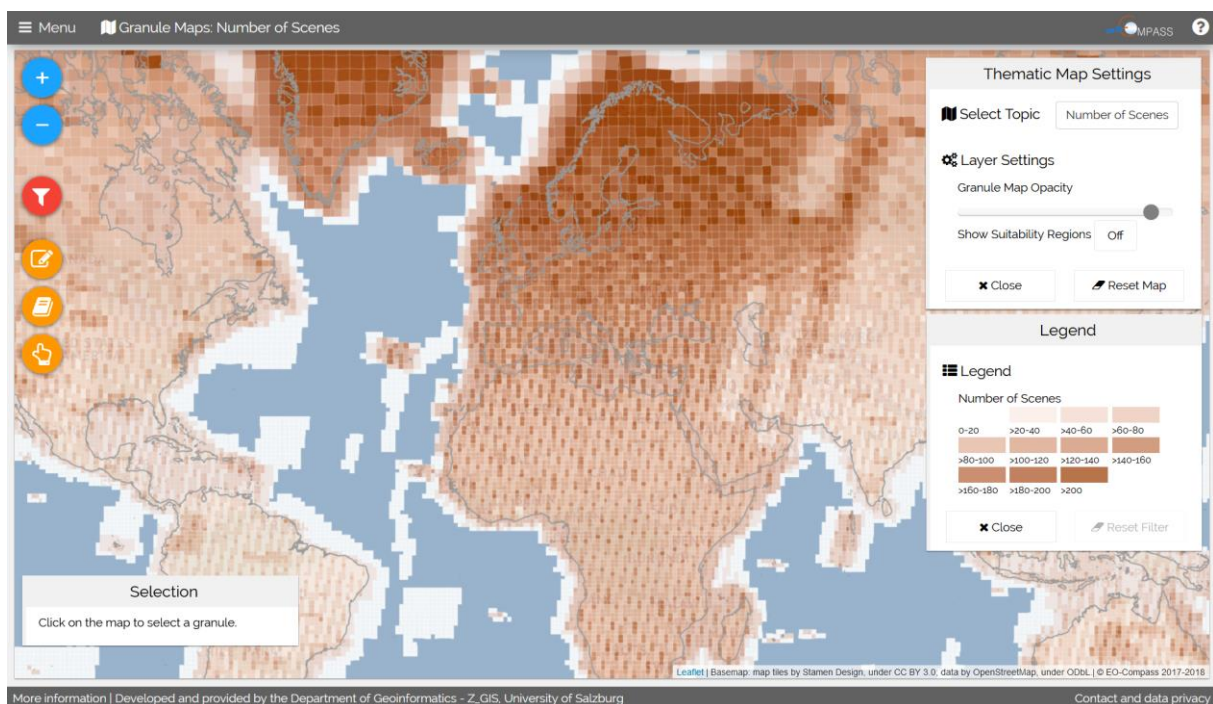 Menu
Granule Maps: Number of Scenes
MPASS
?
+
−
Thematic Map Settings
Select Topic
Number of Scenes
Layer Settings
Granule Map Opacity
Show Suitability Regions
Off
Close
Reset Map
Legend
Legend
Number of Scenes
0-20 >20-40 >40-60 >60-80
>80-100 >100-120 >120-140 >140-160
>160-180 >180-200 >200
Close
Reset Filter
Selection
Click on the map to select a granule.
Leaflet | Basemap: map tiles by Stamen Design, under CC BY 3.0, data by OpenStreetMap, under ODbL | © EO-Compass 2017-2018
More information | Developed and provided by the Department of Geoinformatics - Z_GIS, University of Salzburg
Contact and data privacy